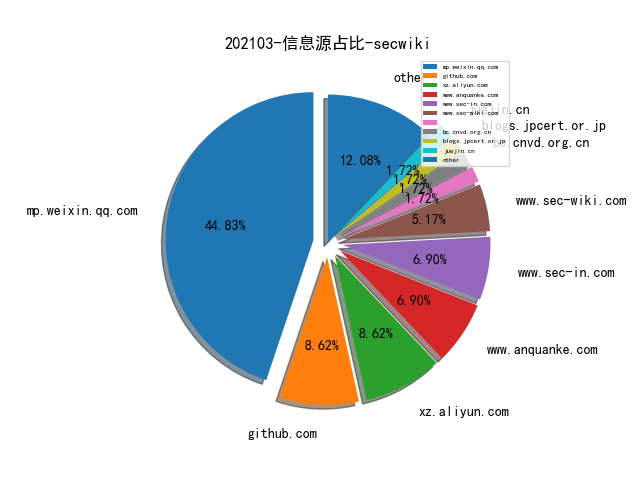 202103-信息源占比-secwiki
mp.weixin.qq.com
github.com
xz.aliyun.com
www.anquanke.com
www.sec-in.com
www.sec-wiki.com
bc.cnvd.org.cn
blogs.jpcert.or.jp
juejin.cn
other
othe
juejin.cn
blogs.jpcert.or.jp
bc.cnvd.org.cn
www.sec-wiki.com
www.sec-in.com
www.anquanke.com
xz.aliyun.com
github.com
mp.weixin.qq.com
12.08%
1.72%
1.72%
1.72%
1.72%
5.17%
6.90%
6.90%
8.62%
8.62%
44.83%